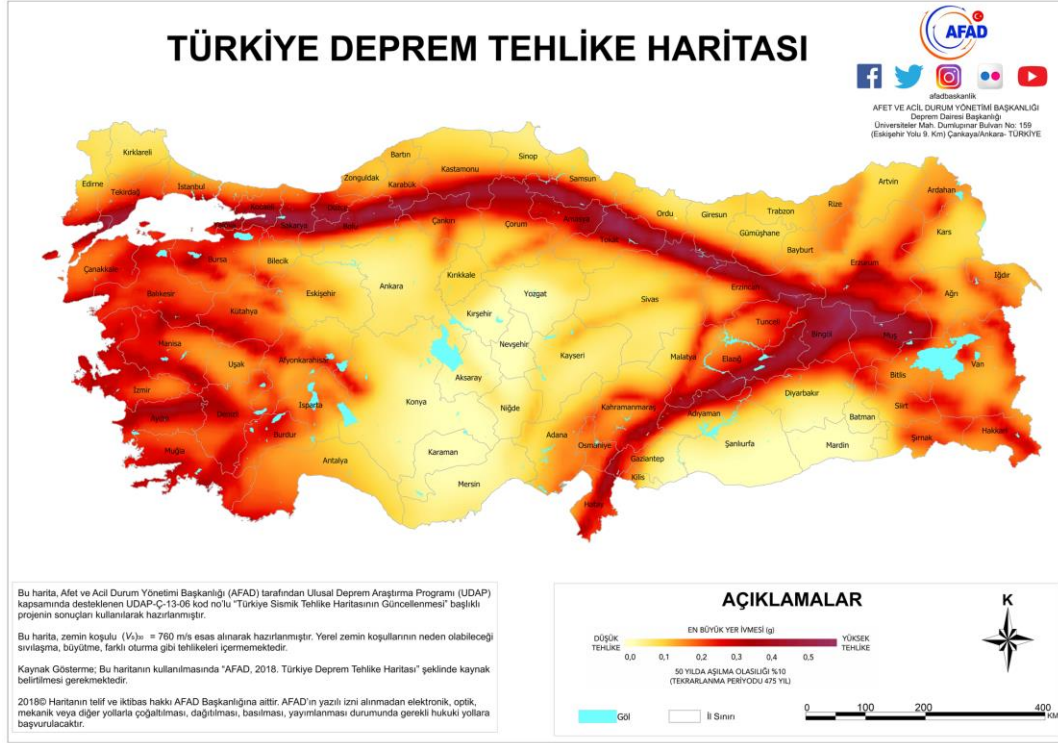 TÜRKİYE DEPREM TEHLİKE HARİTASI
AFAD
afadbaskanlik
AFET VE ACİL DURUM YÖNETİMİ BAŞKANLIĞI
Deprem Dairesi Başkanlığı
Üniversiteler Mah. Dumlupınar Bulvarı No: 159
(Eskişehir Yolu 9. Km) Çankaya/Ankara- TÜRKİYE
Kırklareli
Edirne
Tekirdağ
İstanbul
Kocaeli
Sakarya
Düzce
Bolu
Zonguldak
Bartın
Karabük
Kastamonu
Sinop
Samsun
Çankırı
Çorum
Amasya
Tokat
Ordu
Giresun
Trabzon
Gümüşhane
Rize
Bayburt
Artvin
Ardahan
Kars
Erzurum
Iğdır
Ağrı
Çanakkale
Bursa
Bilecik
Balıkesir
Kütahya
Eskişehir
Ankara
Kırıkkale
Yozgat
Kırşehir
Sivas
Erzincan
Tunceli
Bingöl
Muş
Manisa
Uşak
Afyonkarahisar
Nevşehir
Kayseri
Malatya
Elazığ
Bitlis
Van
İzmir
Aydın
Denizli
Isparta
Konya
Aksaray
Niğde
Kahramanmaraş
Adıyaman
Diyarbakır
Batman
Siirt
Muğla
Burdur
Antalya
Karaman
Mersin
Adana
Osmaniye
Gaziantep
Kilis
Hatay
Şanlıurfa
Mardin
Şırnak
Hakkari
Bu harita, Afet ve Acil Durum Yönetimi Başkanlığı (AFAD) tarafından Ulusal Deprem Araştırma Programı (UDAP)
kapsamında desteklenen UDAP-Ç-13-06 kod no'lu "Türkiye Sismik Tehlike Haritasının Güncellenmesi" başlıklı
projenin sonuçları kullanılarak hazırlanmıştır.
Bu harita, zemin koşulu (Vs)30 = 760 m/s esas alınarak hazırlanmıştır. Yerel zemin koşullarının neden olabileceği
sıvılaşma, büyütme, farklı oturma gibi tehlikeleri içermemektedir.
Kaynak Gösterme; Bu haritanın kullanılmasında "AFAD, 2018. Türkiye Deprem Tehlike Haritası" şeklinde kaynak
belirtilmesi gerekmektedir.
2018© Haritanın telif ve iktibas hakkı AFAD Başkanlığına aittir. AFAD'ın yazılı izni alınmadan elektronik, optik,
mekanik veya diğer yollarla çoğaltılması, dağıtılması, basılması, yayımlanması durumunda gerekli hukuki yollara
başvurulacaktır.
AÇIKLAMALAR
EN BÜYÜK YER İVMESİ (g)
DÜŞÜK TEHLİKE
YÜKSEK TEHLİKE
0,0 0,1 0,2 0,3 0,4 0,5
50 YILDA AŞILMA OLASILIĞI %10
(TEKRARLANMA PERİYODU 475 YIL)
Göl
İl Sınırı
K
0 50 100 200 300 400
KM